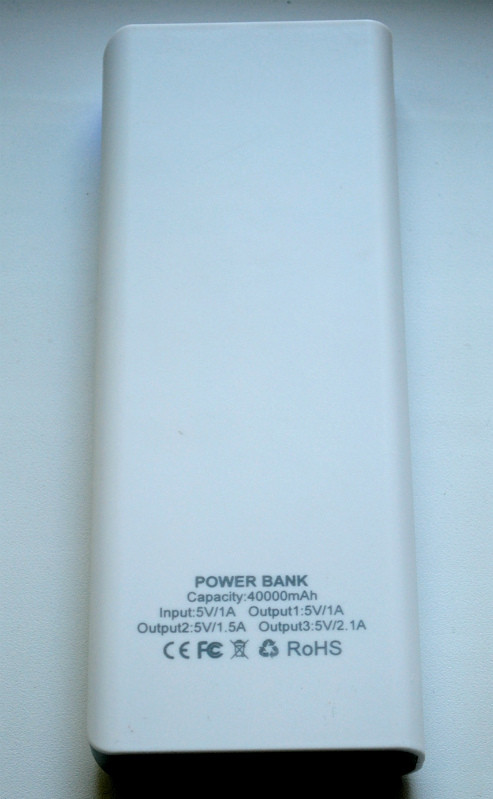 POWER BANK
Capacity:40000mAh
Input:5V/1A Output1:5V/1A
Output2:5V/1.5A Output3:5V/2.1A
CE FC RoHS